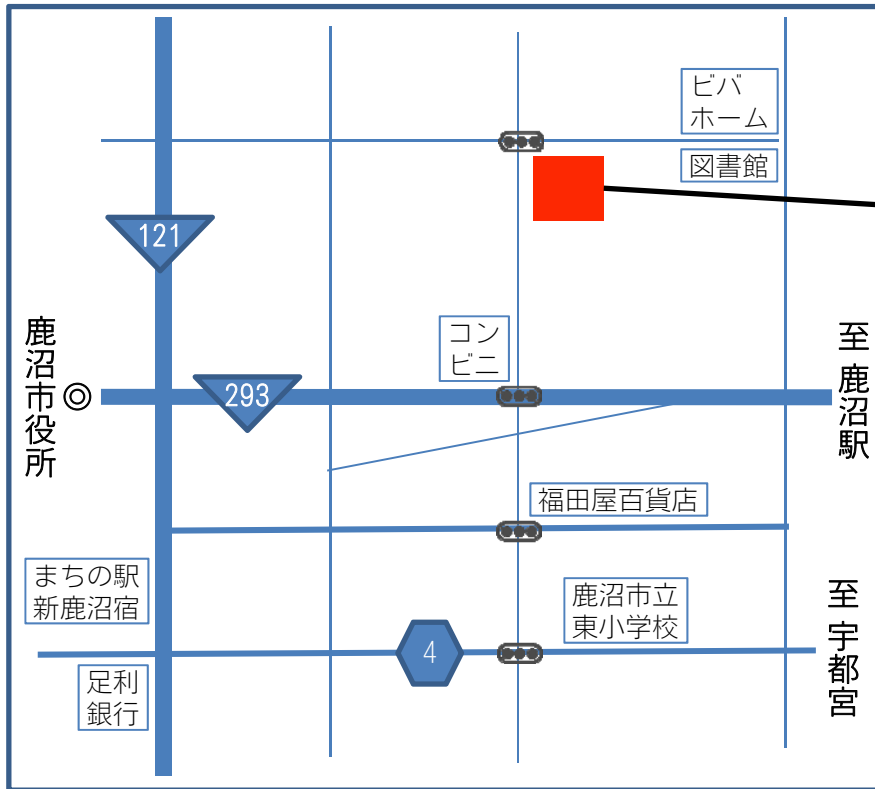 ビバ
ホーム
図書館
121
コン
ビニ
293
鹿沼市役所
至 鹿沼駅
福田屋百貨店
まちの駅
新鹿沼宿
鹿沼市立
東小学校
至 宇都宮
4
足利
銀行